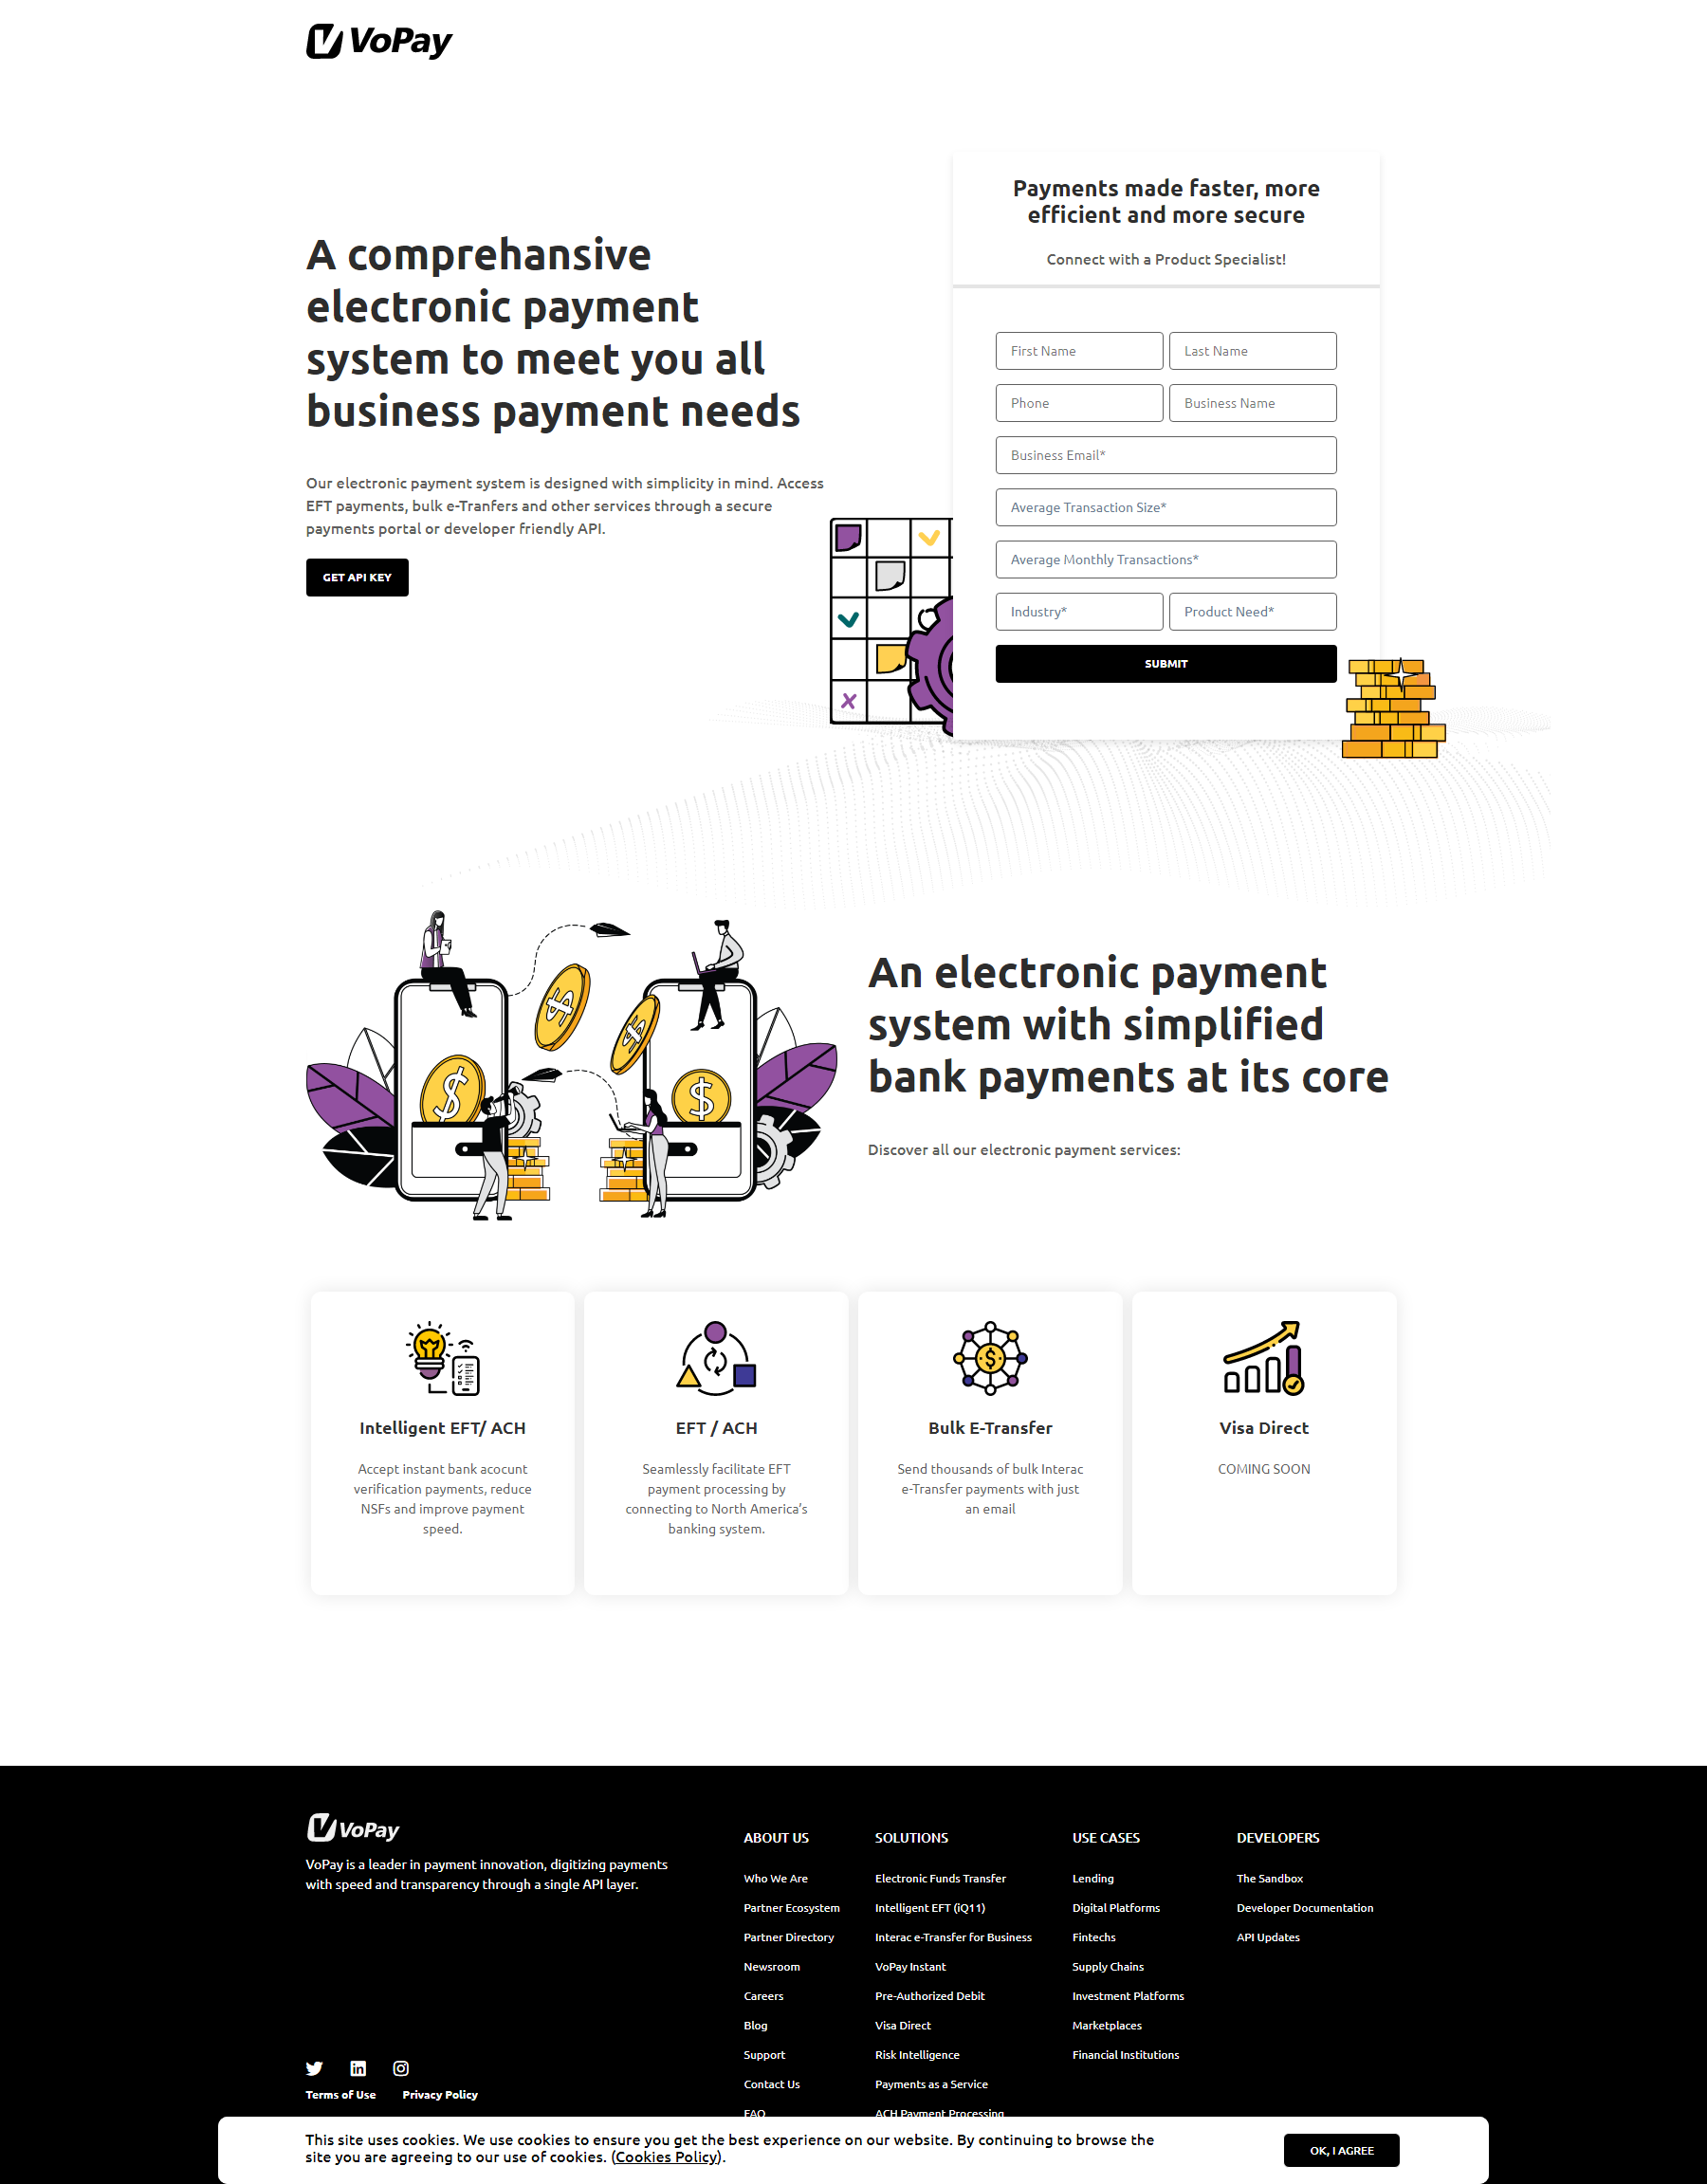 VoPay
A comprehansive
electronic payment
system to meet you all
business payment needs
Our electronic payment system is designed with simplicity in mind. Access
EFT payments, bulk e-Tranfers and other services through a secure
payments portal or developer friendly API.
GET API KEY
Payments made faster, more
efficient and more secure
Connect with a Product Specialist!
First Name
Last Name
Phone
Business Name
Business Email*
Average Transaction Size*
Average Monthly Transactions*
Industry*
Product Need*
SUBMIT
An electronic payment
system with simplified
bank payments at its core
Discover all our electronic payment services:
Intelligent EFT/ ACH
Accept instant bank acocunt
verification payments, reduce
NSFs and improve payment
speed.
EFT / ACH
Seamlessly facilitate EFT
payment processing by
connecting to North America’s
banking system.
Bulk E-Transfer
Send thousands of bulk Interac
e-Transfer payments with just
an email
Visa Direct
COMING SOON
VoPay
VoPay is a leader in payment innovation, digitizing payments
with speed and transparency through a single API layer.
Terms of Use
Privacy Policy
ABOUT US
Who We Are
Partner Ecosystem
Partner Directory
Newsroom
Careers
Blog
Support
Contact Us
FAQ
SOLUTIONS
Electronic Funds Transfer
Intelligent EFT (iQ11)
Interac e-Transfer for Business
VoPay Instant
Pre-Authorized Debit
Visa Direct
Risk Intelligence
Payments as a Service
ACH Payment Processing
USE CASES
Lending
Digital Platforms
Fintechs
Supply Chains
Investment Platforms
Marketplaces
Financial Institutions
DEVELOPERS
The Sandbox
Developer Documentation
API Updates
This site uses cookies. We use cookies to ensure you get the best experience on our website. By continuing to browse the
site you are agreeing to our use of cookies. (Cookies Policy).
OK, I AGREE